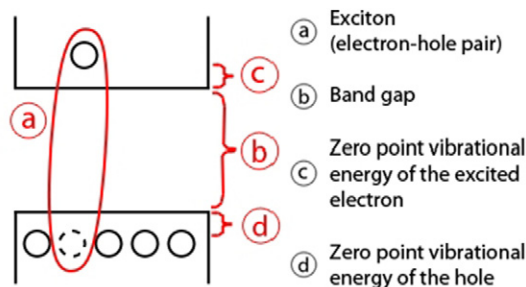 ⓐ Exciton
(electron-hole pair)
ⓑ Band gap
ⓒ Zero point vibrational
energy of the excited
electron
ⓓ Zero point vibrational
energy of the hole
ⓐ
ⓑ
ⓒ
ⓓ